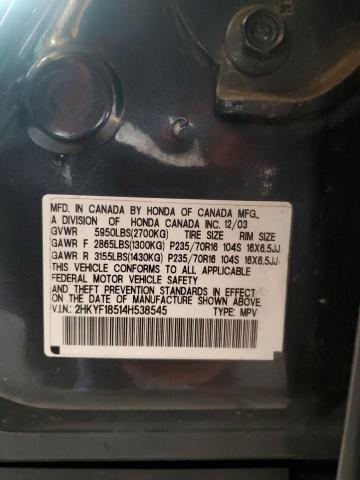 MFD. IN CANADA BY HONDA OF CANADA MFG.,
A DIVISION OF HONDA CANADA INC. 12/03
GVWR 5950LBS(2700KG) TIRE SIZE RIM SIZE
GAWR F 2865LBS(1300KG) P235/70R16 104S 16X6.5JJ
GAWR R 3155LBS(1430KG) P235/70R16 104S 16X6.5JJ
THIS VEHICLE CONFORMS TO ALL APPLICABLE
FEDERAL MOTOR VEHICLE SAFETY
AND THEFT PREVENTION STANDARDS IN EFFECT
ON THE DATE OF MANUFACTURE SHOWN ABOVE.
V.I.N.: 2HKYF18514H538545 TYPE: MPV